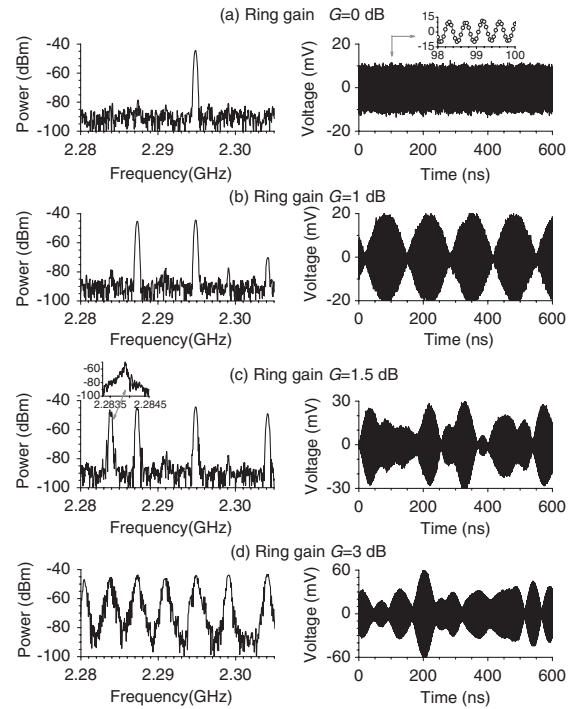 (a) Ring gain G=0 dB
-40
-60
-80
-100
Power (dBm)
2.28 2.29 2.30
Frequency(GHz)
15
0
-15
98 99 100
20
0
-20
Voltage (mV)
0 200 400 600
Time (ns)
(b) Ring gain G=1 dB
-40
-60
-80
-100
Power (dBm)
2.28 2.29 2.30
Frequency(GHz)
20
0
-20
Voltage (mV)
0 200 400 600
Time (ns)
(c) Ring gain G=1.5 dB
-60
-80
-100
2.2835 2.2845
-40
-60
-80
-100
Power (dBm)
2.28 2.29 2.30
Frequency(GHz)
30
0
-30
Voltage (mV)
0 200 400 600
Time (ns)
(d) Ring gain G=3 dB
-40
-60
-80
-100
Power (dBm)
2.28 2.29 2.30
Frequency(GHz)
60
0
-60
Voltage (mV)
0 200 400 600
Time (ns)